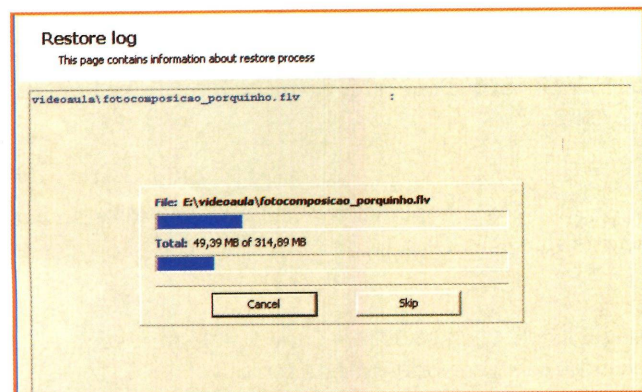 Restore log
This page contains information about restore process
videoaula\fotocomposicao_porquinho.flv :
File: E:\videoaula\fotocomposicao_porquinho.flv
Total: 49,39 MB of 314,89 MB
Cancel Skip